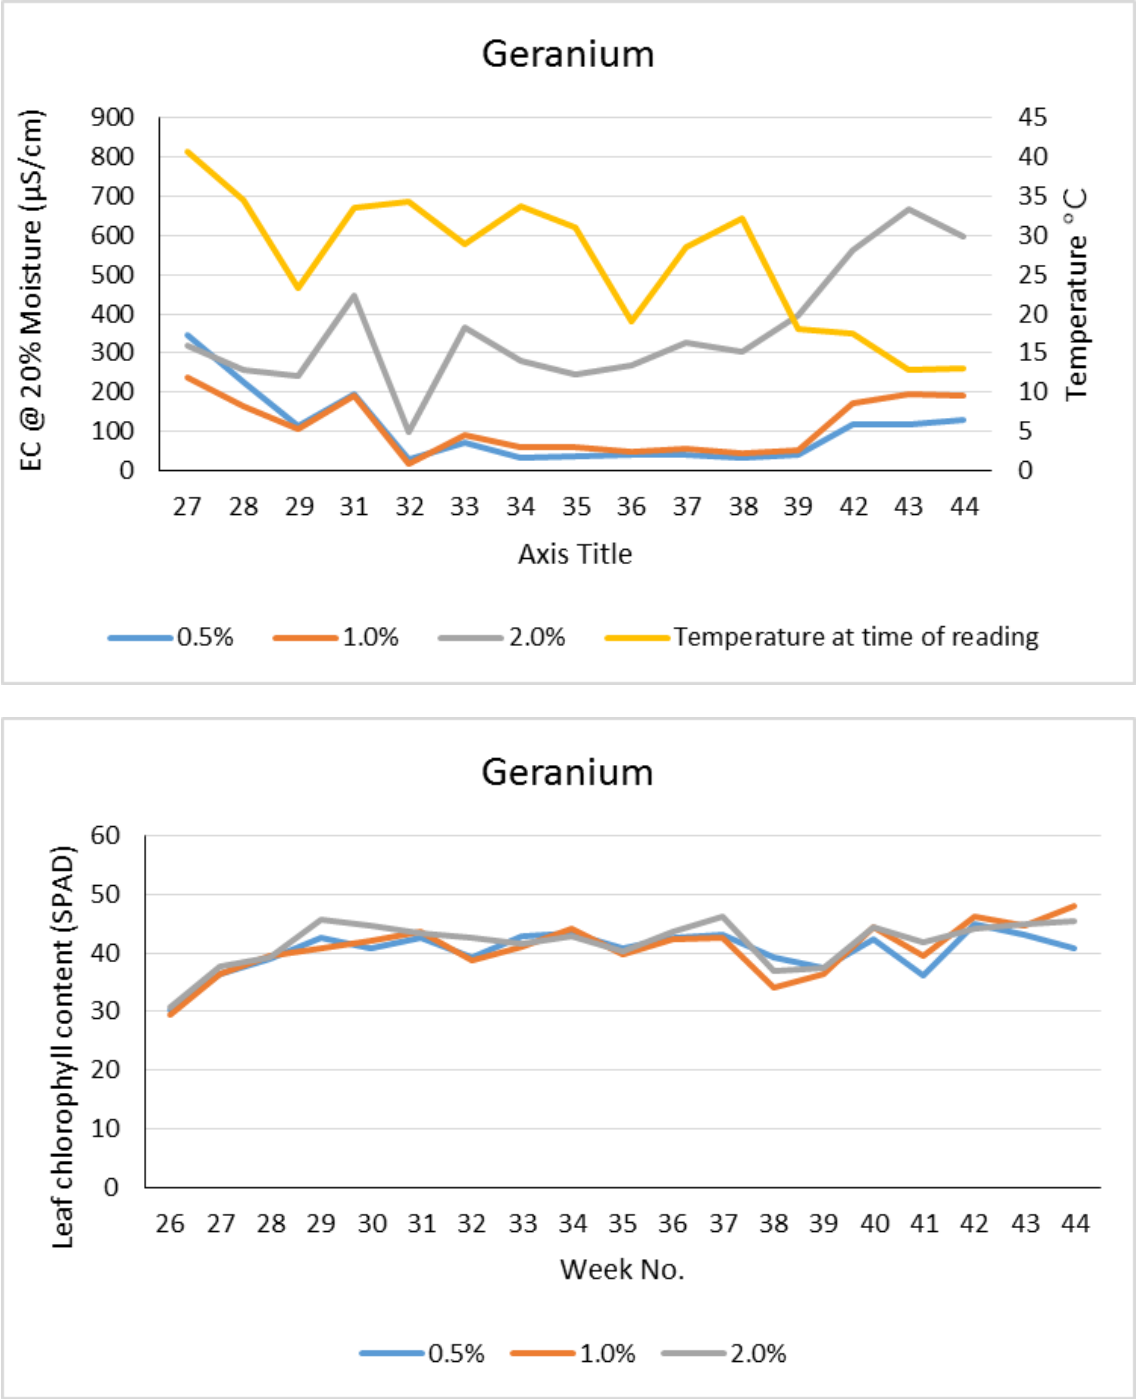 Geranium
EC @ 20% Moisture (µS/cm)
900
800
700
600
500
400
300
200
100
0
45
40
35
30
25
20
15
10
5
0
Temperature °C
27 28 29 31 32 33 34 35 36 37 38 39 42 43 44
Axis Title
0.5% 1.0% 2.0% Temperature at time of reading
Geranium
Leaf chlorophyll content (SPAD)
60
50
40
30
20
10
0
26 27 28 29 30 31 32 33 34 35 36 37 38 39 40 41 42 43 44
Week No.
0.5% 1.0% 2.0%